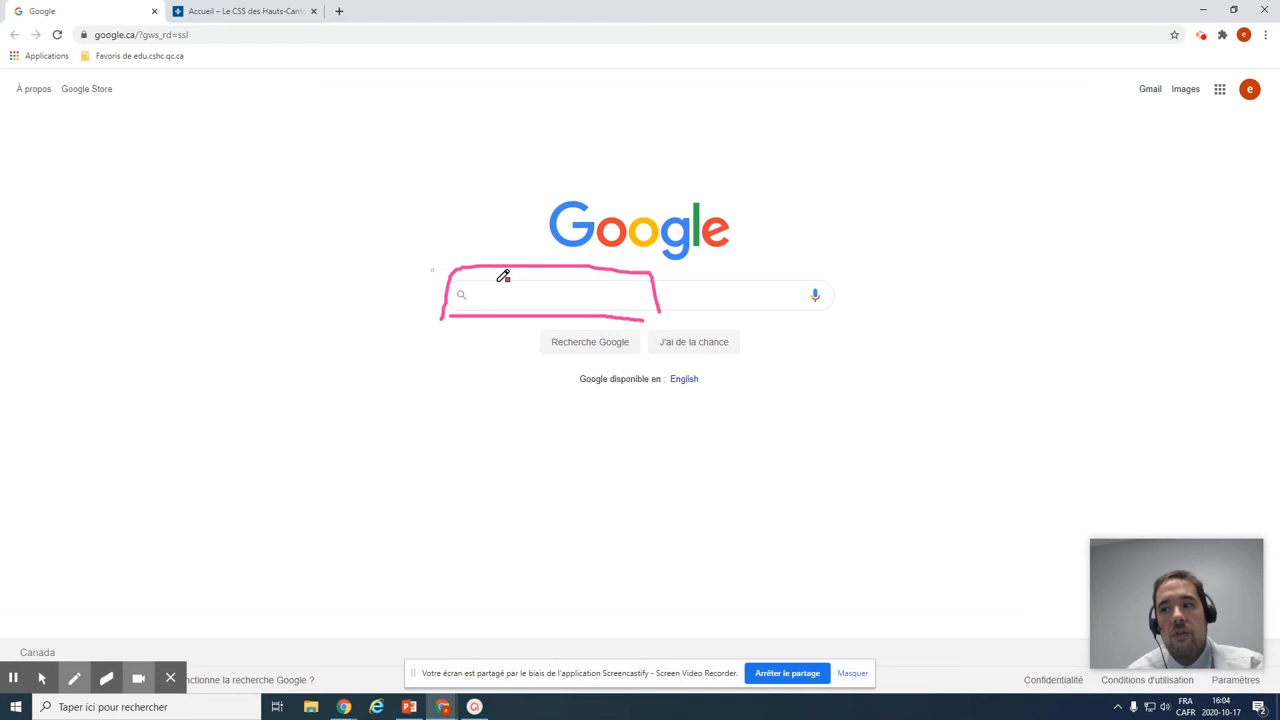 Google
Accueil – Le CSS des Hauts-Cant
google.ca/?gws_rd=ssl
e
Applications
Favoris de edu.cshc.qc.ca
À propos
Google Store
Gmail
Images
e
Google
Recherche Google
J'ai de la chance
Google disponible en : English
Canada
nctionne la recherche Google ?
Votre écran est partagé par le biais de l'application Screencastify - Screen Video Recorder.
Arrêter le partage
Masquer
Confidentialité
Conditions d'utilisation
Paramètres
Taper ici pour rechercher
FRA
CAFR
16:04
2020-10-17
2